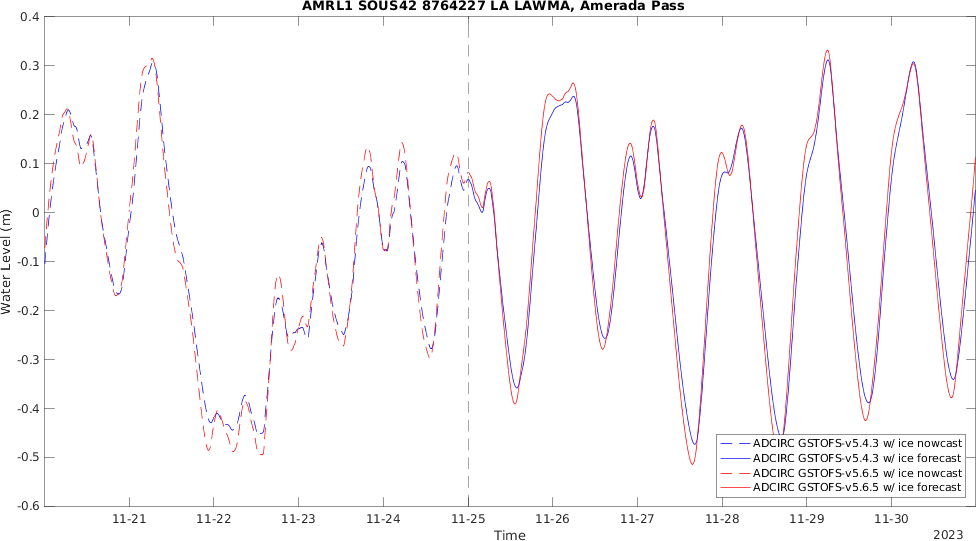 AMRL1 SOUS42 8764227 LA LAWMA, Amerada Pass
0.4
0.3
0.2
0.1
0
-0.1
-0.2
-0.3
-0.4
-0.5
-0.6
Water Level (m)
ADCIRC GSTOFS-v5.4.3 w/ ice nowcast
ADCIRC GSTOFS-v5.4.3 w/ ice forecast
ADCIRC GSTOFS-v5.6.5 w/ ice nowcast
ADCIRC GSTOFS-v5.6.5 w/ ice forecast
11-21 11-22 11-23 11-24 11-25 11-26 11-27 11-28 11-29 11-30
Time
2023